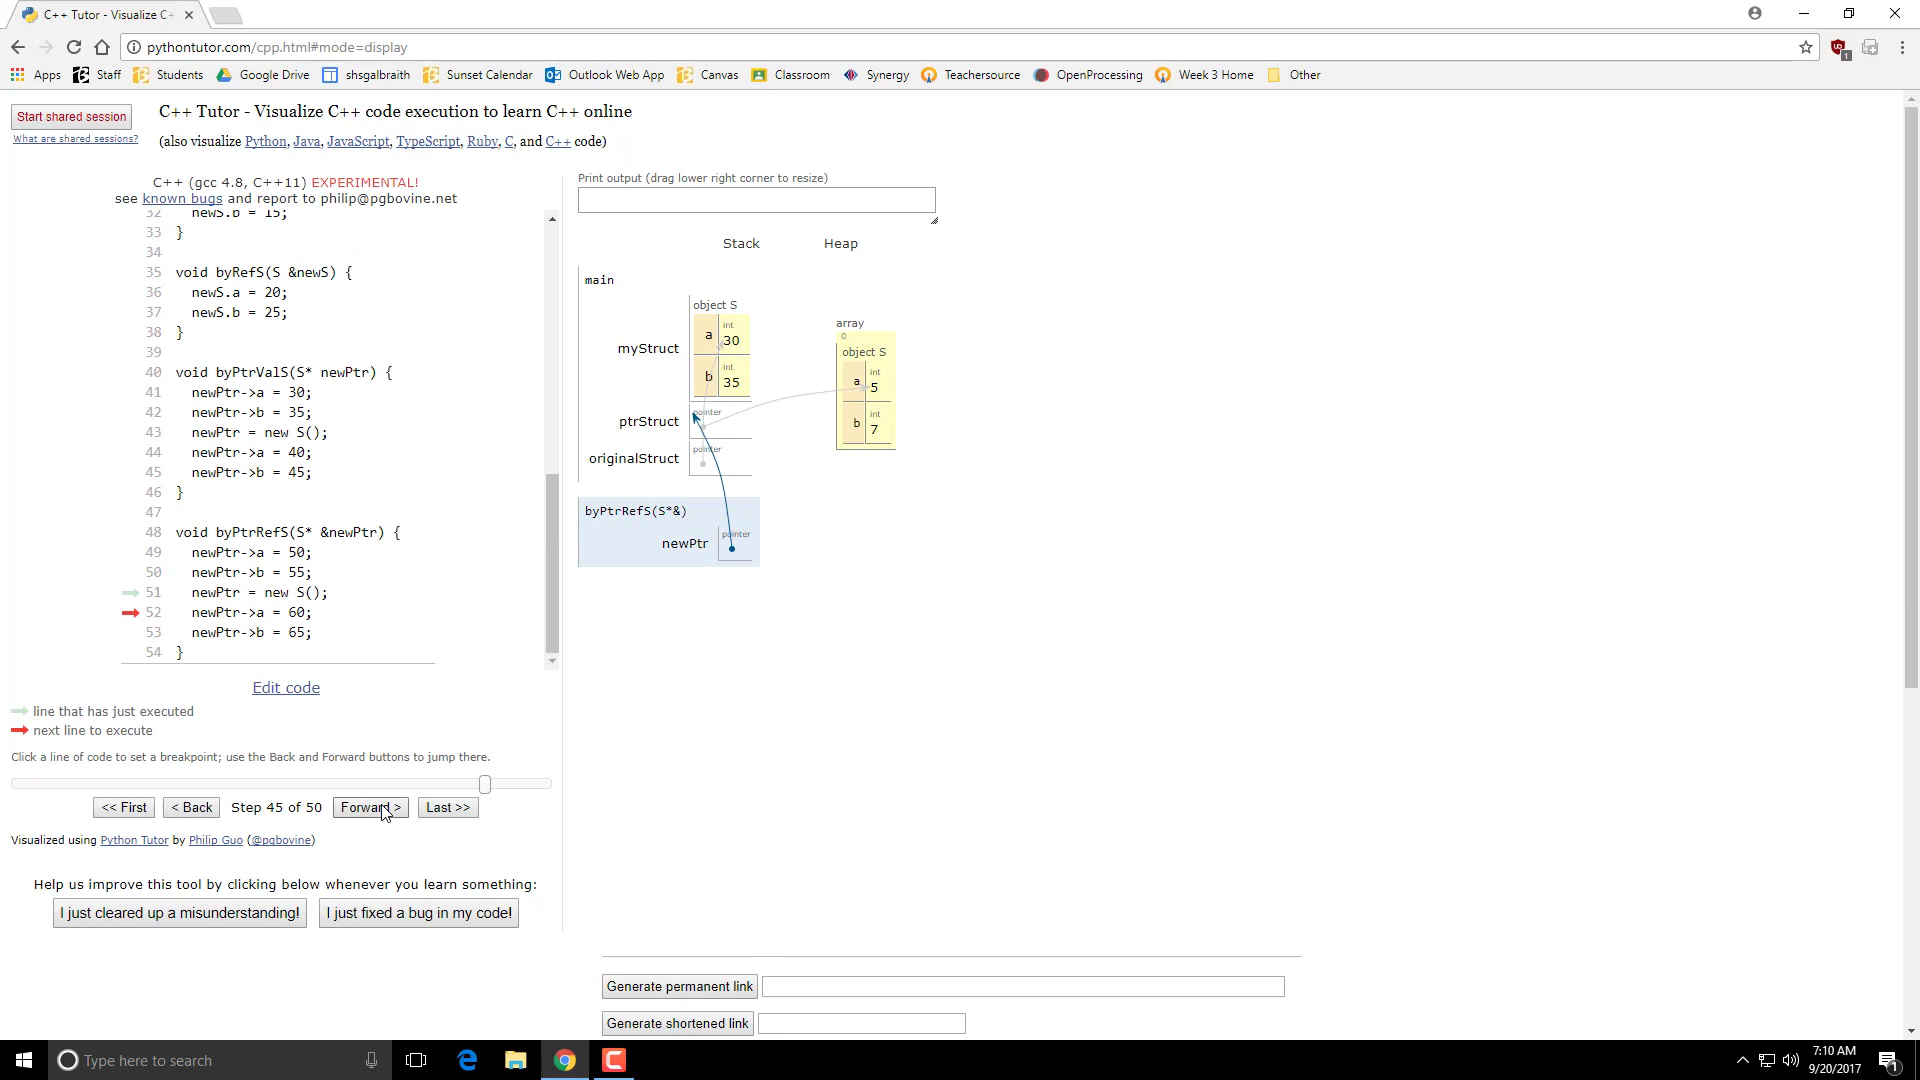 C++ Tutor - Visualize C+
pythontutor.com/cpp.html#mode=display
Apps Staff Students Google Drive shsgalbraith Sunset Calendar Outlook Web App Canvas Classroom Synergy Teachersource OpenProcessing Week 3 Home Other
Start shared session
What are shared sessions?
C++ Tutor - Visualize C++ code execution to learn C++ online
(also visualize Python, Java, JavaScript, TypeScript, Ruby, C, and C++ code)
C++ (gcc 4.8, C++11) EXPERIMENTAL!
see known bugs and report to philip@pgbovine.net
32 newS.b = 15;
33 }
34
35 void byRefS(S &newS) {
36 newS.a = 20;
37 newS.b = 25;
38 }
39
40 void byPtrValS(S* newPtr) {
41 newPtr->a = 30;
42 newPtr->b = 35;
43 newPtr = new S();
44 newPtr->a = 40;
45 newPtr->b = 45;
46 }
47
48 void byPtrRefS(S* &newPtr) {
49 newPtr->a = 50;
50 newPtr->b = 55;
51 newPtr = new S();
52 newPtr->a = 60;
53 newPtr->b = 65;
54 }
Edit code
line that has just executed
next line to execute
Click a line of code to set a breakpoint; use the Back and Forward buttons to jump there.
<< First < Back Step 45 of 50 Forward > Last >>
Visualized using Python Tutor by Philip Guo (@pgbovine)
Help us improve this tool by clicking below whenever you learn something:
I just cleared up a misunderstanding! I just fixed a bug in my code!
Print output (drag lower right corner to resize)
Stack Heap
main
object S
myStruct
a int 30
b int 35
ptrStruct pointer
originalStruct pointer
array
0
object S
a int 5
b int 7
byPtrRefS(S*&)
newPtr pointer
Generate permanent link
Generate shortened link
Type here to search
7:10 AM
9/20/2017
1